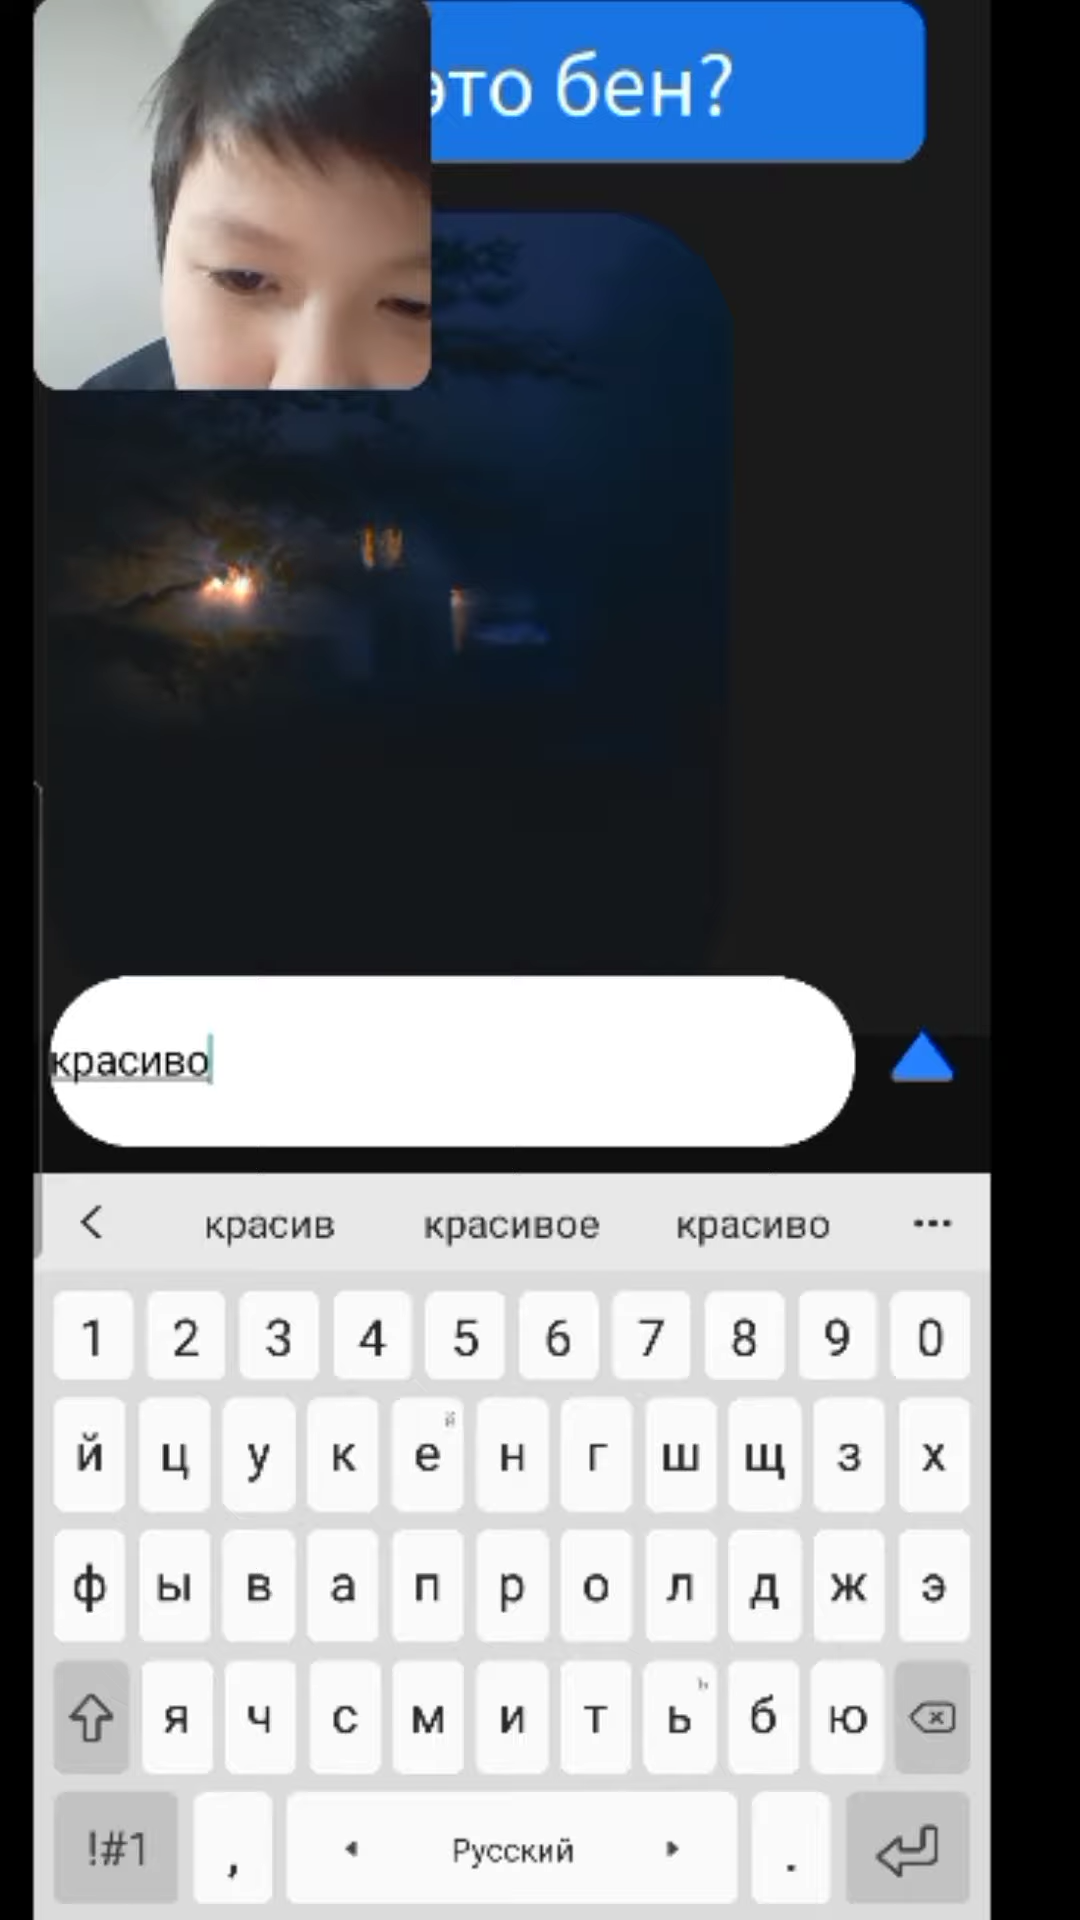 это бен?
красиво
красив красивое красиво ...
1 2 3 4 5 6 7 8 9 0
й ц у к е й н г ш щ з х
ф ы в а п р о л д ж э
я ч с м и т ь ъ б ю
!#1 , Русский .